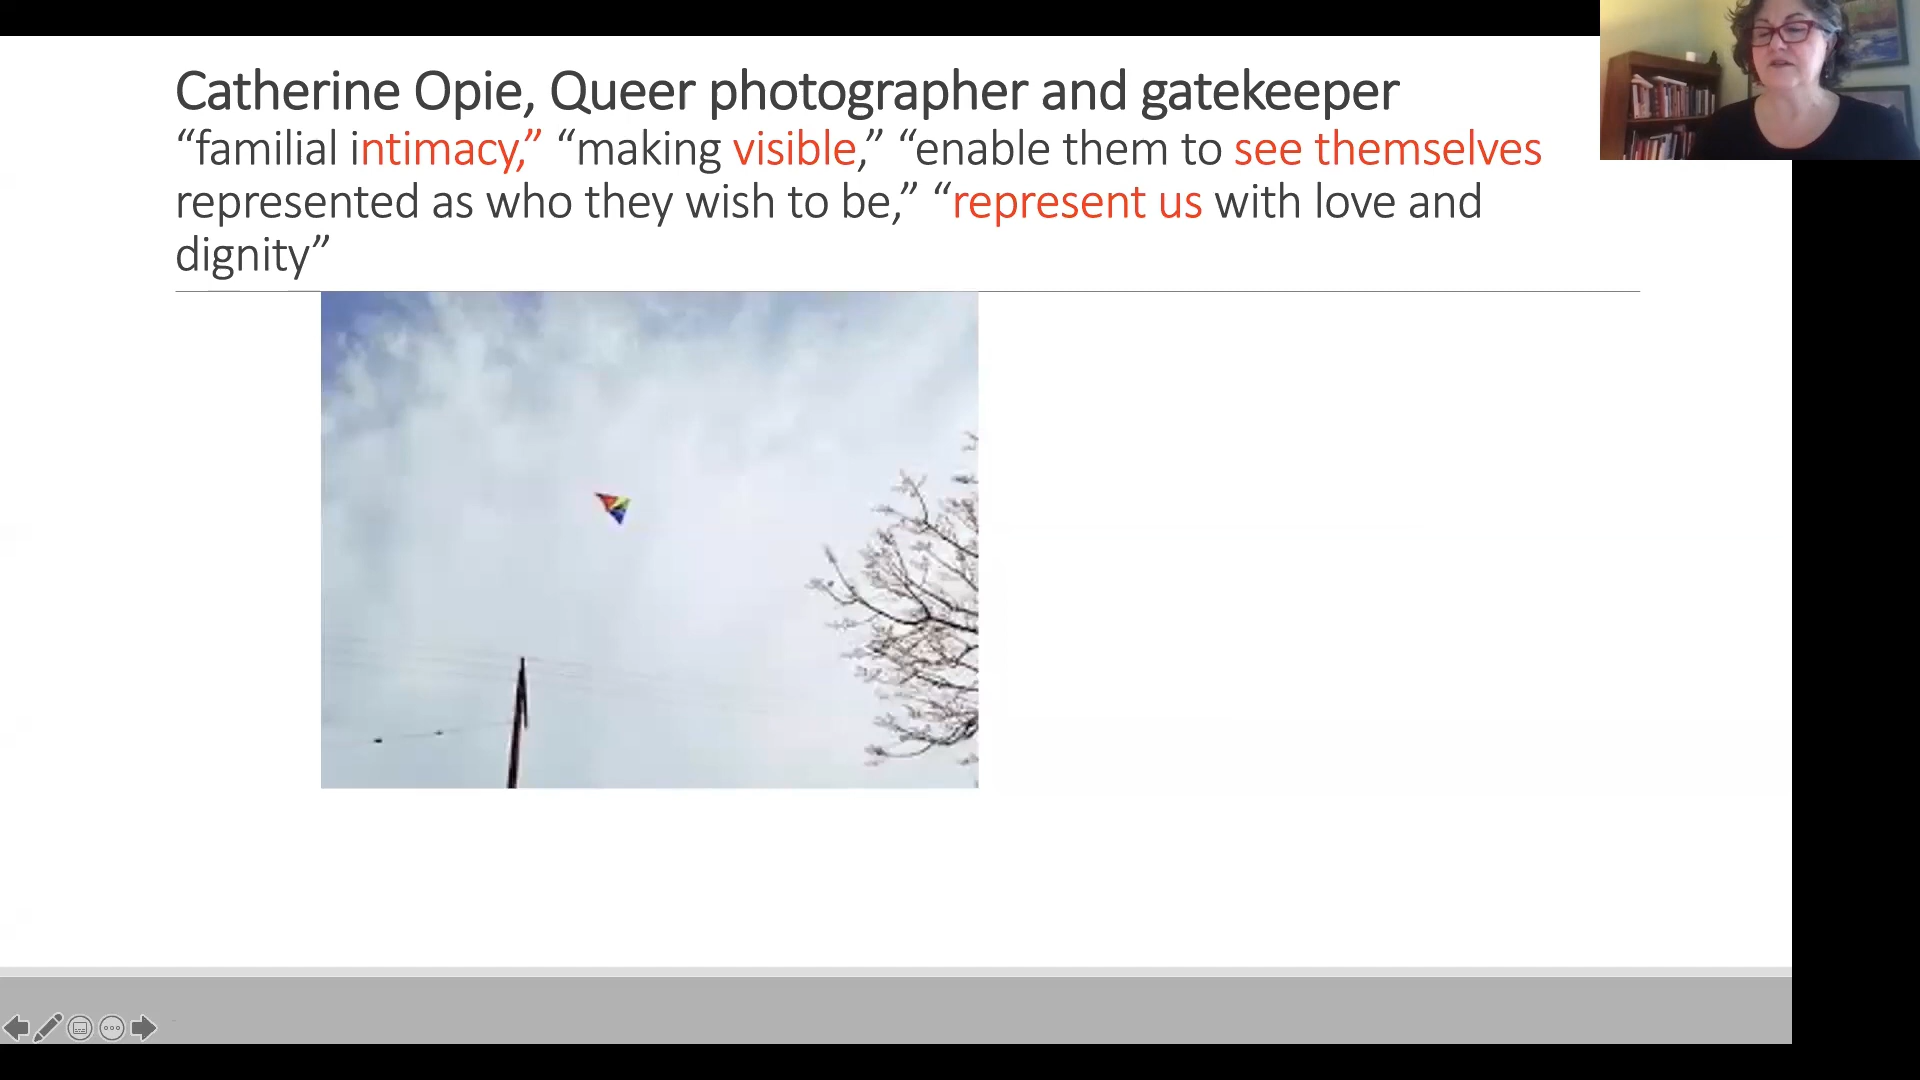 Catherine Opie, Queer photographer and gatekeeper
“familial intimacy,” “making visible,” “enable them to see themselves
represented as who they wish to be,” “represent us with love and
dignity”